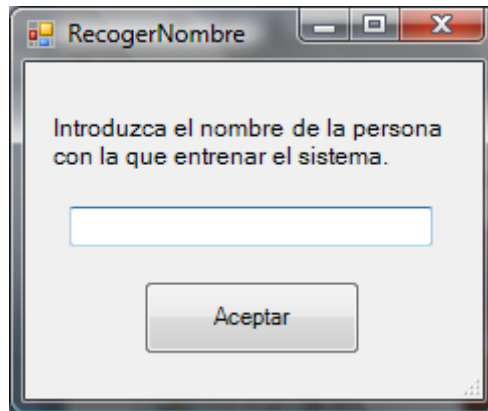 RecogerNombre
Introduzca el nombre de la persona
con la que entrenar el sistema.
Aceptar